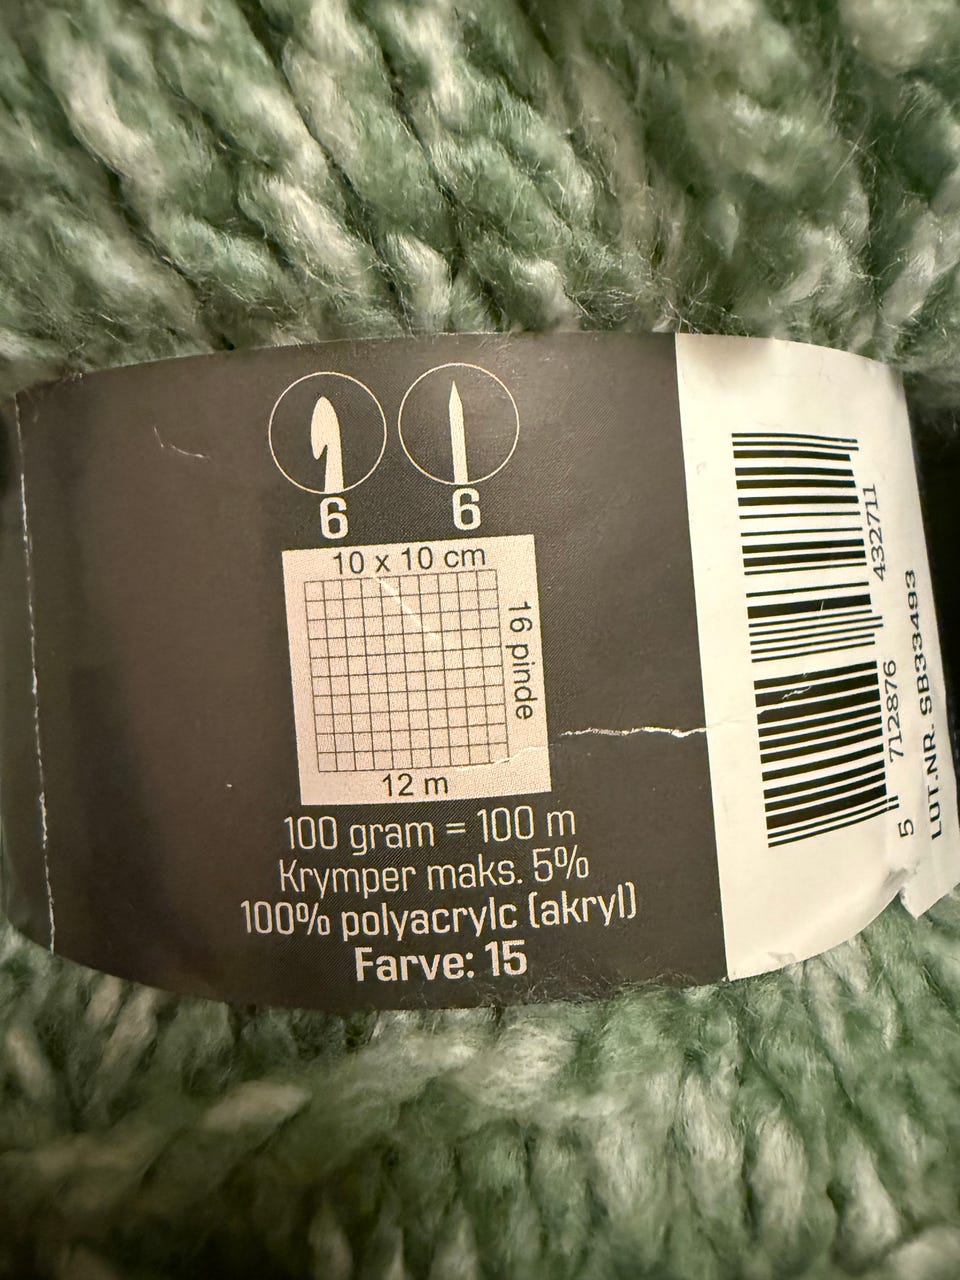 6 6
10 x 10 cm
16 pinde
12 m
100 gram = 100 m
Krymper maks. 5%
100% polyacrylc (akryl)
Farve: 15
5 712876 432711
LOT.NR. SB33493